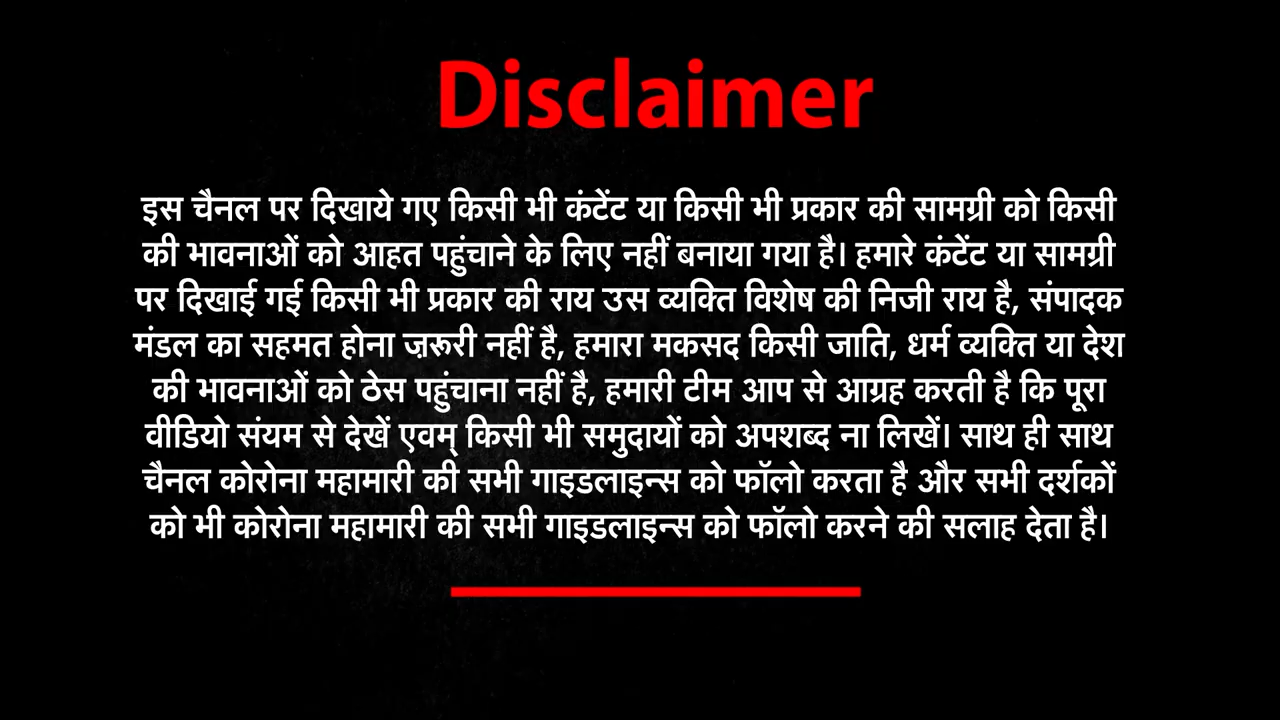 Disclaimer
इस चैनल पर दिखाये गए किसी भी कंटेंट या किसी भी प्रकार की सामग्री को किसी
की भावनाओं को आहत पहुंचाने के लिए नहीं बनाया गया है। हमारे कंटेंट या सामग्री
पर दिखाई गई किसी भी प्रकार की राय उस व्यक्ति विशेष की निजी राय है, संपादक
मंडल का सहमत होना ज़रूरी नहीं है, हमारा मकसद किसी जाति, धर्म व्यक्ति या देश
की भावनाओं को ठेस पहुंचाना नहीं है, हमारी टीम आप से आग्रह करती है कि पूरा
वीडियो संयम से देखें एवम् किसी भी समुदायों को अपशब्द ना लिखें। साथ ही साथ
चैनल कोरोना महामारी की सभी गाइडलाइन्स को फॉलो करता है और सभी दर्शकों
को भी कोरोना महामारी की सभी गाइडलाइन्स को फॉलो करने की सलाह देता है।